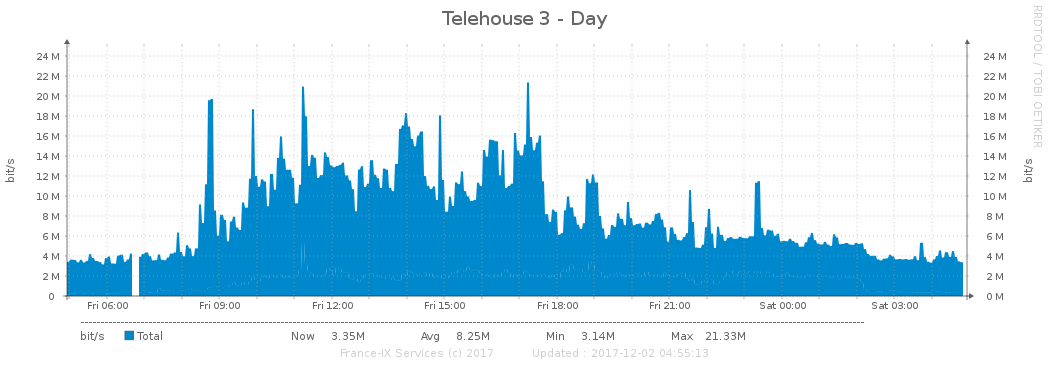 Telehouse 3 - Day
RRDTOOL / TOBI OETIKER
bit/s
24 M
22 M
20 M
18 M
16 M
14 M
12 M
10 M
8 M
6 M
4 M
2 M
0
24 M
22 M
20 M
18 M
16 M
14 M
12 M
10 M
8 M
6 M
4 M
2 M
0 M
bit/s
Fri 06:00 Fri 09:00 Fri 12:00 Fri 15:00 Fri 18:00 Fri 21:00 Sat 00:00 Sat 03:00
bit/s Total Now 3.35M Avg 8.25M Min 3.14M Max 21.33M
France-IX Services (c) 2017 Updated : 2017-12-02 04:55:13